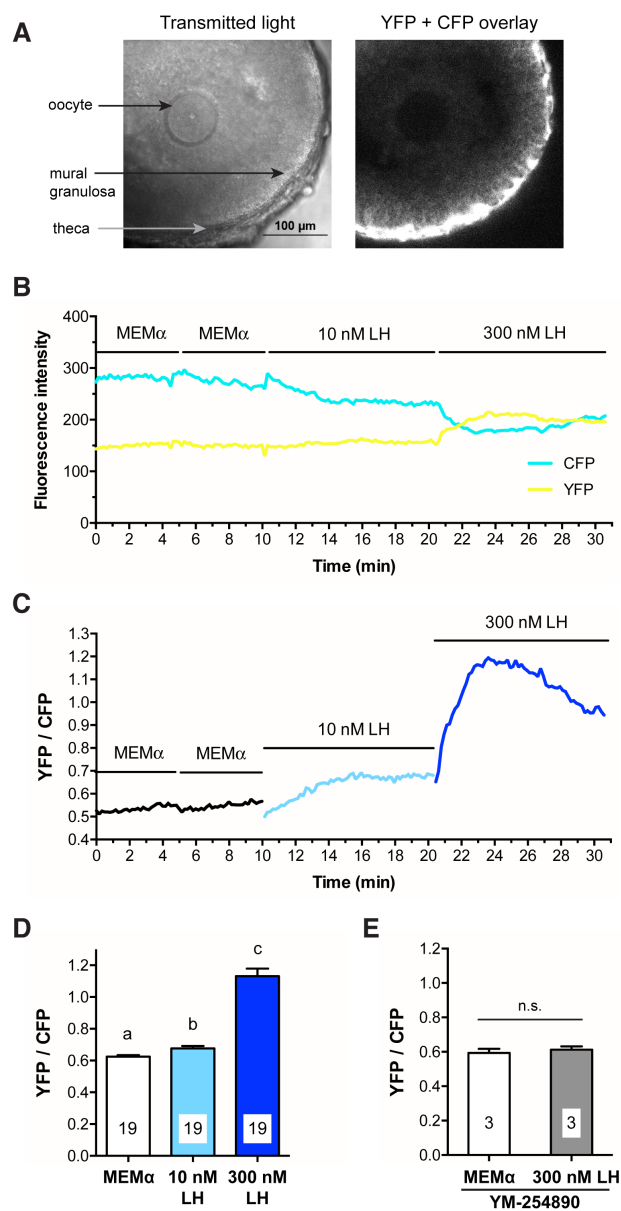 A
Transmitted light
YFP + CFP overlay
oocyte
mural
granulosa
theca
100 µm
B
MEMα
MEMα
10 nM LH
300 nM LH
Fluorescence intensity
400
300
200
100
0
CFP
YFP
0 2 4 6 8 10 12 14 16 18 20 22 24 26 28 30
Time (min)
C
300 nM LH
10 nM LH
MEMα
MEMα
YFP / CFP
1.3
1.2
1.1
1.0
0.9
0.8
0.7
0.6
0.5
0.4
0 2 4 6 8 10 12 14 16 18 20 22 24 26 28 30
Time (min)
D
YFP / CFP
1.2
1.0
0.8
0.6
0.4
0.2
0.0
a
b
c
19
19
19
MEMα
10 nM
LH
300 nM
LH
E
YFP / CFP
1.2
1.0
0.8
0.6
0.4
0.2
0.0
n.s.
3
3
MEMα
300 nM LH
YM-254890